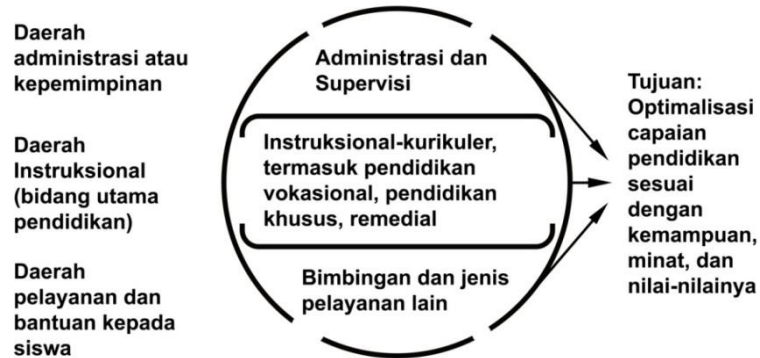 Daerah
administrasi atau
kepemimpinan
Daerah
Instruksional
(bidang utama
pendidikan)
Daerah
pelayanan dan
bantuan kepada
siswa
Administrasi dan
Supervisi
Instruksional-kurikuler,
termasuk pendidikan
vokasional, pendidikan
khusus, remedial
Bimbingan dan jenis
pelayanan lain
Tujuan:
Optimalisasi
capaian
pendidikan
sesuai
dengan
kemampuan,
minat, dan
nilai-nilainya